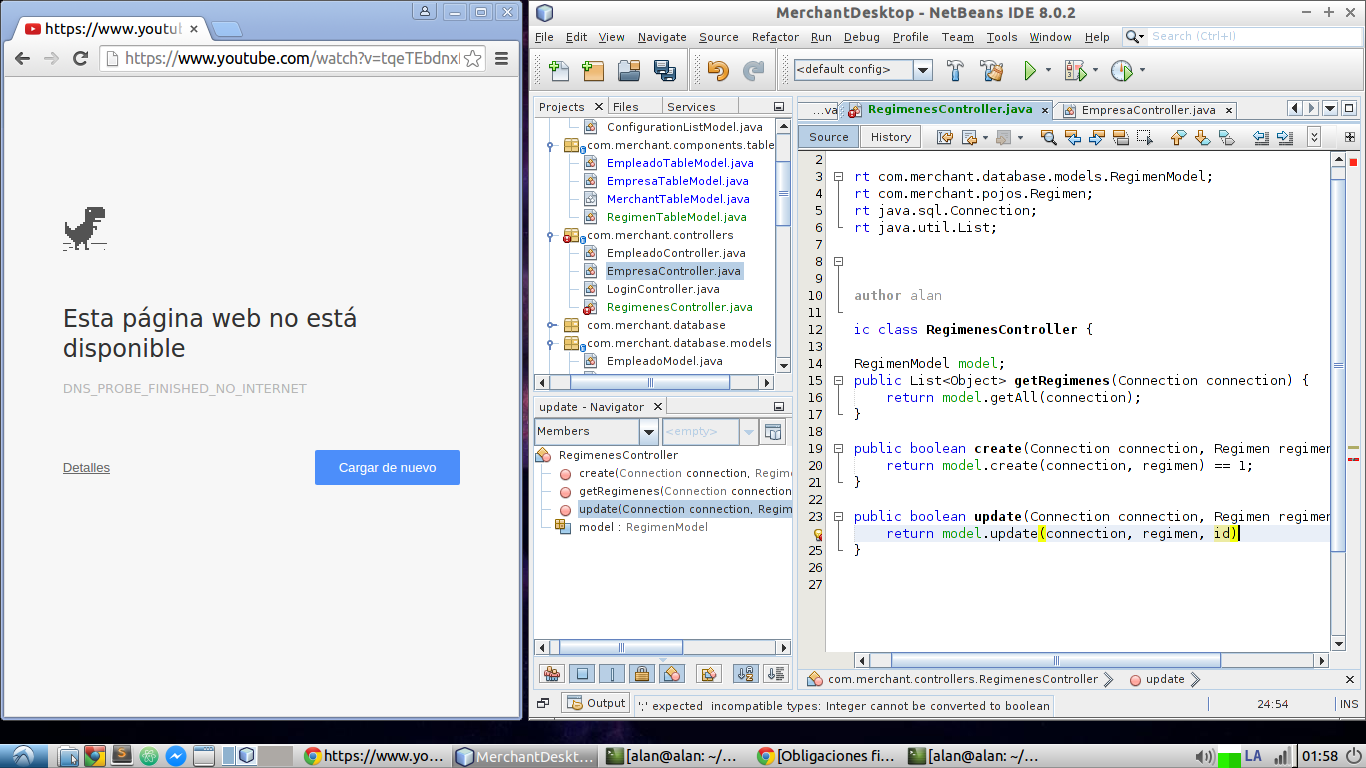 https://www.youtul
https://www.youtube.com/watch?v=tqeTEbdnx
Esta página web no está
disponible
DNS_PROBE_FINISHED_NO_INTERNET
Detalles
Cargar de nuevo
MerchantDesktop - NetBeans IDE 8.0.2
File Edit View Navigate Source Refactor Run Debug Profile Team Tools Window Help Search (Ctrl+I)
<default config>
Projects Files Services
ConfigurationListModel.java
com.merchant.components.table
EmpleadoTableModel.java
EmpresaTableModel.java
MerchantTableModel.java
RegimenTableModel.java
com.merchant.controllers
EmpleadoController.java
EmpresaController.java
LoginController.java
RegimenesController.java
com.merchant.database
com.merchant.database.models
EmpleadoModel.java
update - Navigator
Members <empty>
RegimenesController
create(Connection connection, Regime
getRegimenes(Connection connection
update(Connection connection, Regim
model : RegimenModel
...va RegimenesController.java EmpresaController.java
Source History
2
3 rt com.merchant.database.models.RegimenModel;
4 rt com.merchant.pojos.Regimen;
5 rt java.sql.Connection;
6 rt java.util.List;
7
8
9
10 author alan
11
12 ic class RegimenesController {
13
14 RegimenModel model;
15 public List<Object> getRegimenes(Connection connection) {
16 return model.getAll(connection);
17 }
18
19 public boolean create(Connection connection, Regimen regimen
20 return model.create(connection, regimen) == 1;
21 }
22
23 public boolean update(Connection connection, Regimen regimen
return model.update(connection, regimen, id)
25 }
26
27
com.merchant.controllers.RegimenesController update
Output ';' expected incompatible types: Integer cannot be converted to boolean 24:54 INS
https://www.yo... MerchantDeskt... [alan@alan: ~/... [Obligaciones fi... [alan@alan: ~/... LA 01:58